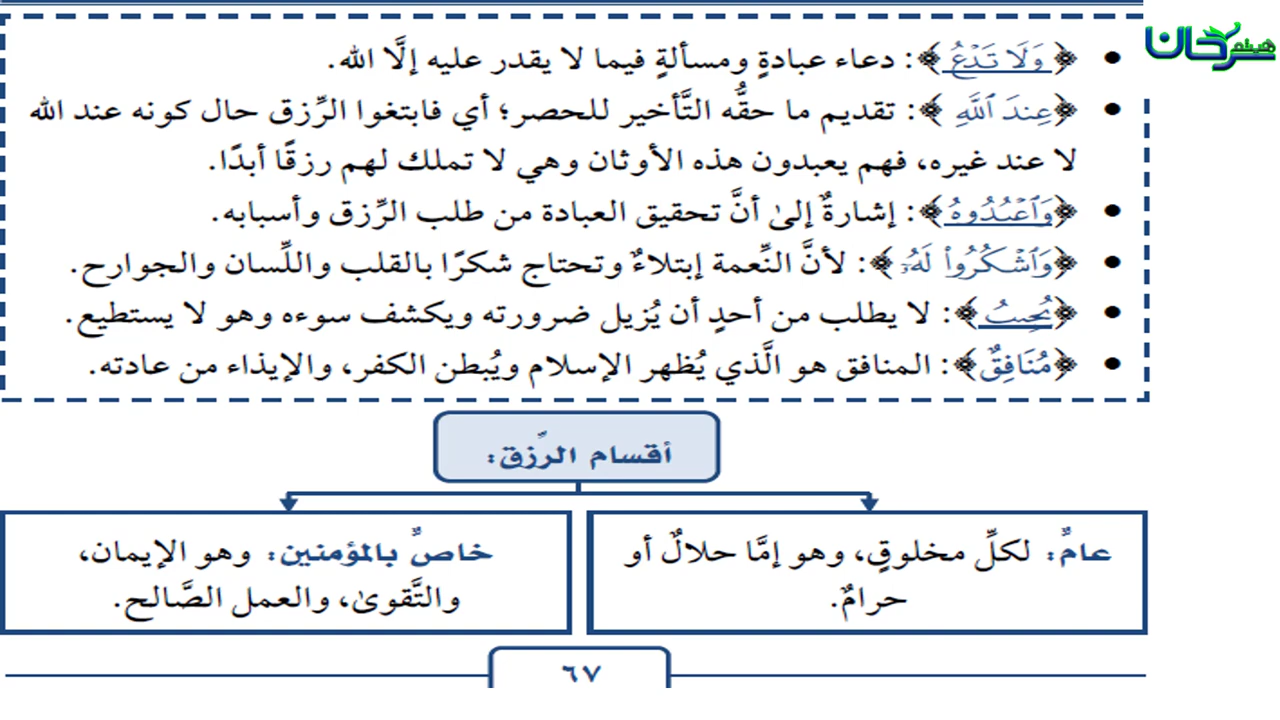 هيثم سرحان
• ﴿وَلَا تَدْعُ﴾: دعاء عبادةٍ ومسألةٍ فيما لا يقدر عليه إلَّا الله.
• ﴿عِندَ ٱللَّهِ﴾: تقديم ما حقُّه التَّأخير للحصر؛ أي فابتغوا الرِّزق حال كونه عند الله
لا عند غيره، فهم يعبدون هذه الأوثان وهي لا تملك لهم رزقًا أبدًا.
• ﴿وَٱعْبُدُوهُ﴾: إشارةٌ إلىٰ أنَّ تحقيق العبادة من طلب الرِّزق وأسبابه.
• ﴿وَٱشْكُرُوا۟ لَهُۥ﴾: لأنَّ النِّعمة إبتلاءٌ وتحتاج شكرًا بالقلب واللِّسان والجوارح.
• ﴿يُجِيبُ﴾: لا يطلب من أحدٍ أن يُزيل ضرورته ويكشف سوءه وهو لا يستطيع.
• ﴿مُنَافِقٌ﴾: المنافق هو الَّذي يُظهر الإسلام ويُبطن الكفر، والإيذاء من عادته.
أقسام الرِّزق:
عامٌّ: لكلِّ مخلوقٍ، وهو إمَّا حلالٌ أو
حرامٌ.
خاصٌّ بالمؤمنين: وهو الإيمان،
والتَّقوىٰ، والعمل الصَّالح.
٦٧